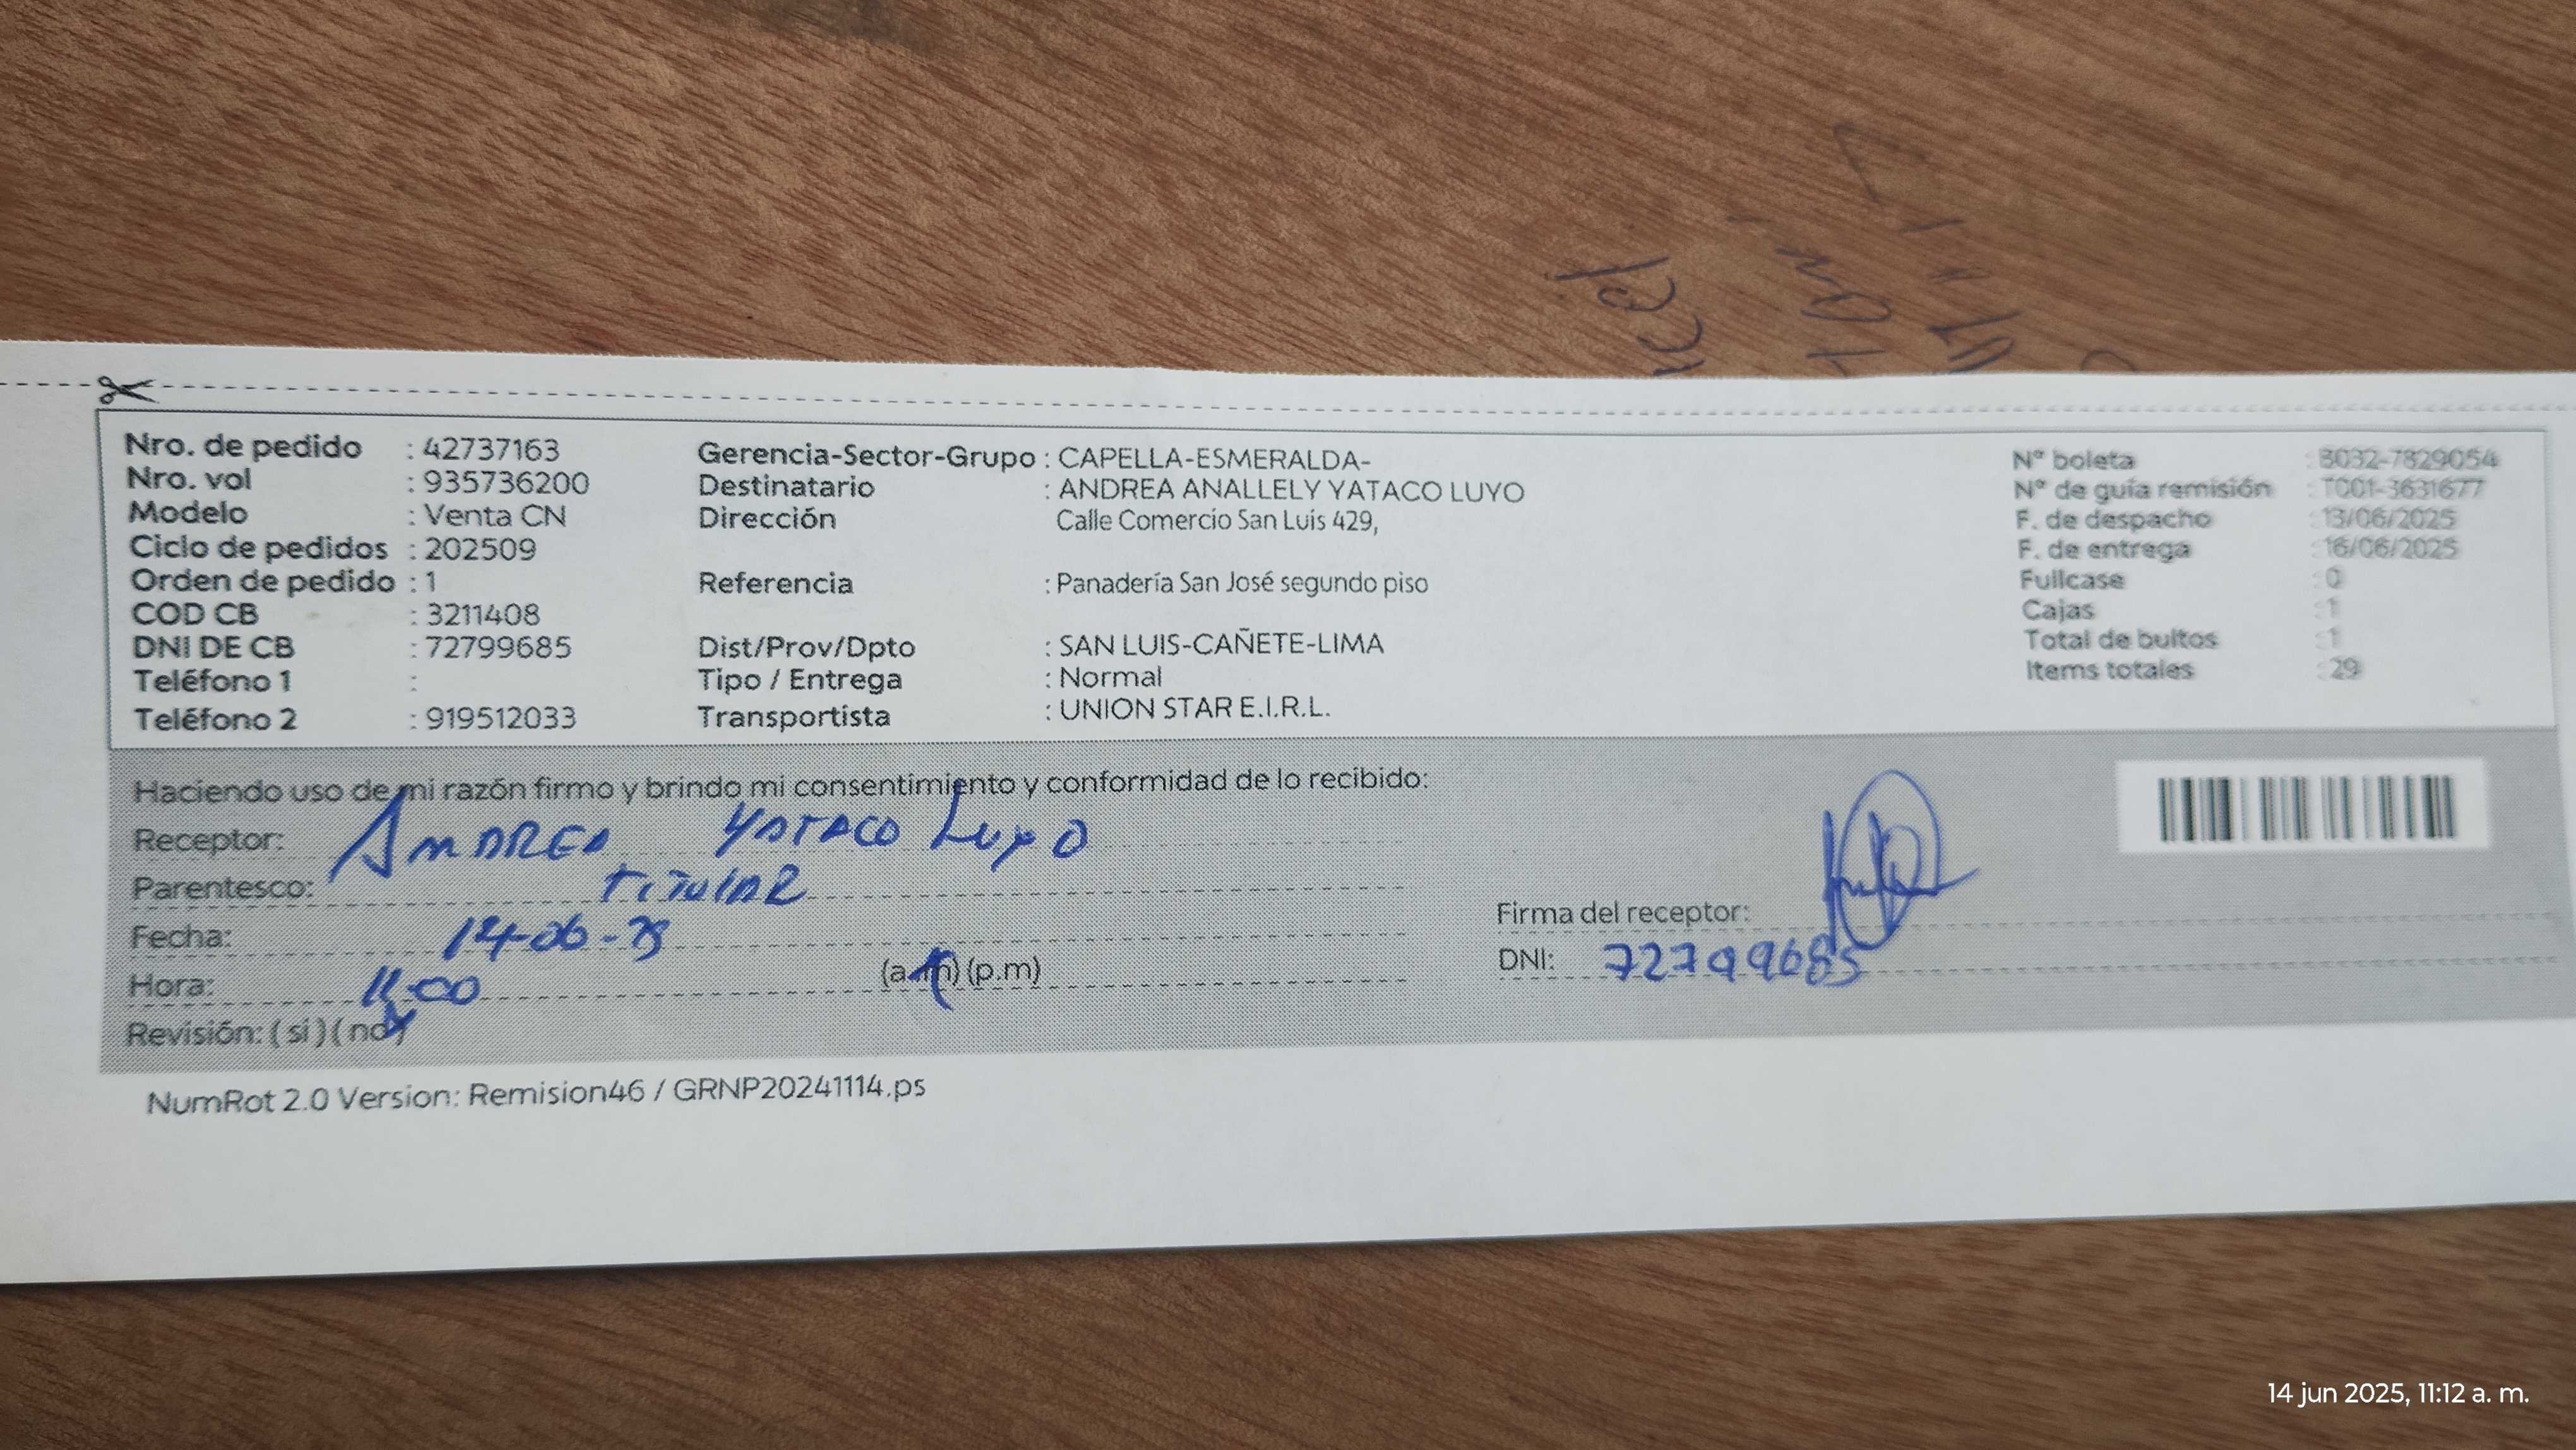 Nro. de pedido : 42737163
Nro. vol : 935736200
Modelo : Venta CN
Ciclo de pedidos : 202509
Orden de pedido : 1
COD CB : 3211408
DNI DE CB : 72799685
Teléfono 1 :
Teléfono 2 : 919512033
Gerencia-Sector-Grupo : CAPELLA-ESMERALDA-
Destinatario : ANDREA ANALLELY YATACO LUYO
Dirección Calle Comercio San Luis 429,
Referencia : Panadería San José segundo piso
Dist/Prov/Dpto : SAN LUIS-CAÑETE-LIMA
Tipo / Entrega : Normal
Transportista : UNION STAR E.I.R.L.
N° boleta : B032-7829054
N° de guía remisión : T001-3631677
F. de despacho : 13/06/2025
F. de entrega : 16/06/2025
Fullcase : 0
Cajas : 1
Total de bultos : 1
Items totales : 29
Haciendo uso de mi razón firmo y brindo mi consentimiento y conformidad de lo recibido:
Receptor: ANDREA YATACO LUYO
Parentesco: TITULAR
Fecha: 14-06-25
Hora: 11:00 (a.m) (p.m)
Revisión: ( si ) ( no )
Firma del receptor:
DNI: 72799685
NumRot 2.0 Version: Remision46 / GRNP20241114.ps
14 jun 2025, 11:12 a. m.